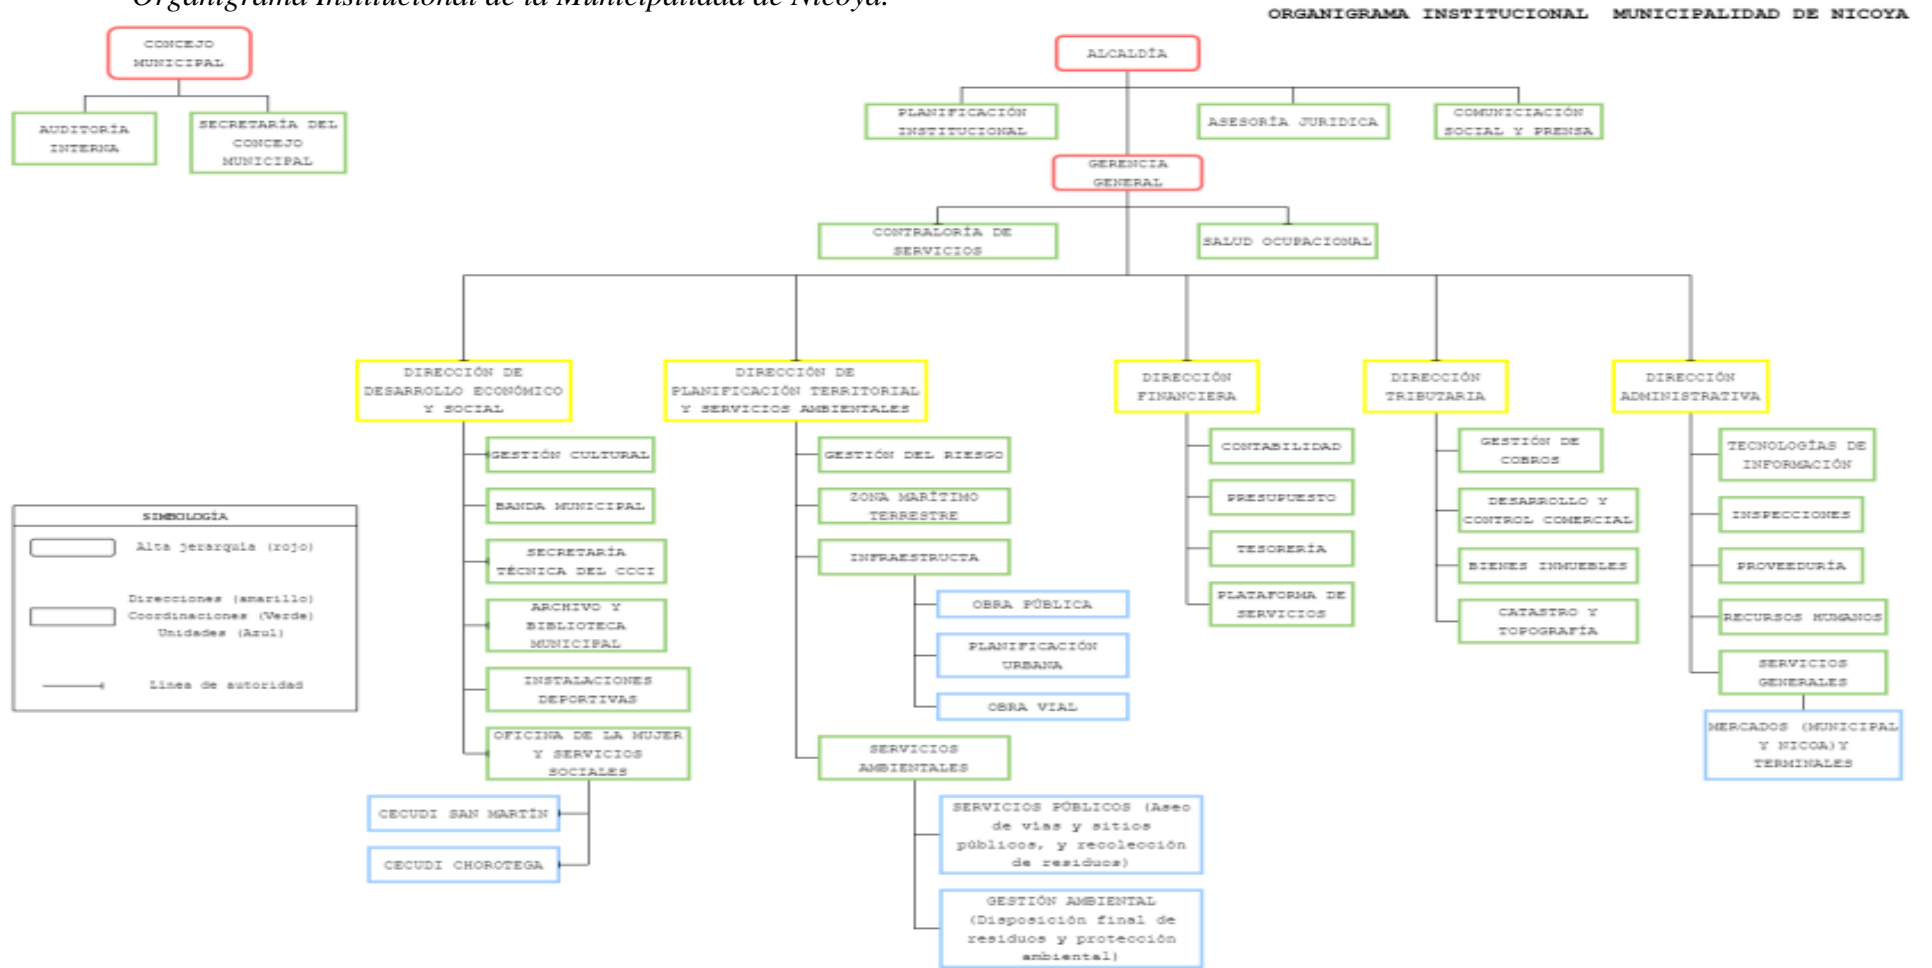 Organigrama Institucional de la Municipalidad de Nicoya.
ORGANIGRAMA INSTITUCIONAL MUNICIPALIDAD DE NICOYA
CONCEJO
MUNICIPAL
AUDITORÍA
INTERNA
SECRETARÍA DEL
CONCEJO
MUNICIPAL
ALCALDÍA
PLANIFICACIÓN
INSTITUCIONAL
ASESORÍA JURIDICA
COMUNICIACIÓN
SOCIAL Y PRENSA
GERENCIA
GENERAL
CONTRALORÍA DE
SERVICIOS
SALUD OCUPACIONAL
DIRECCIÓN DE
DESARROLLO ECONÓMICO
Y SOCIAL
GESTIÓN CULTURAL
BANDA MUNICIPAL
SECRETARÍA
TÉCNICA DEL CCCI
ARCHIVO Y
BIBLIOTECA
MUNICIPAL
INSTALACIONES
DEPORTIVAS
OFICINA DE LA MUJER
Y SERVICIOS
SOCIALES
CECUDI SAN MARTÍN
CECUDI CHOROTEGA
DIRECCIÓN DE
PLANIFICACIÓN TERRITORIAL
Y SERVICIOS AMBIENTALES
GESTIÓN DEL RIESGO
ZONA MARÍTIMO
TERRESTRE
INFRAESTRUCTA
OBRA PÚBLICA
PLANIFICACIÓN
URBANA
OBRA VIAL
SERVICIOS
AMBIENTALES
SERVICIOS PÚBLICOS (Aseo
de vías y sitios
públicos, y recolección
de residuos)
GESTIÓN AMBIENTAL
(Disposición final de
residuos y protección
ambiental)
DIRECCIÓN
FINANCIERA
CONTABILIDAD
PRESUPUESTO
TESORERÍA
PLATAFORMA DE
SERVICIOS
DIRECCIÓN
TRIBUTARIA
GESTIÓN DE
COBROS
DESARROLLO Y
CONTROL COMERCIAL
BIENES INMUEBLES
CATASTRO Y
TOPOGRAFÍA
DIRECCIÓN
ADMINISTRATIVA
TECNOLOGÍAS DE
INFORMACIÓN
INSPECCIONES
PROVEEDURÍA
RECURSOS HUMANOS
SERVICIOS
GENERALES
MERCADOS (MUNICIPAL
Y NICOA)Y
TERMINALES
SIMBOLOGÍA
Alta jerarquía (rojo)
Direcciones (amarillo)
Coordinaciones (Verde)
Unidades (Azul)
Línea de autoridad